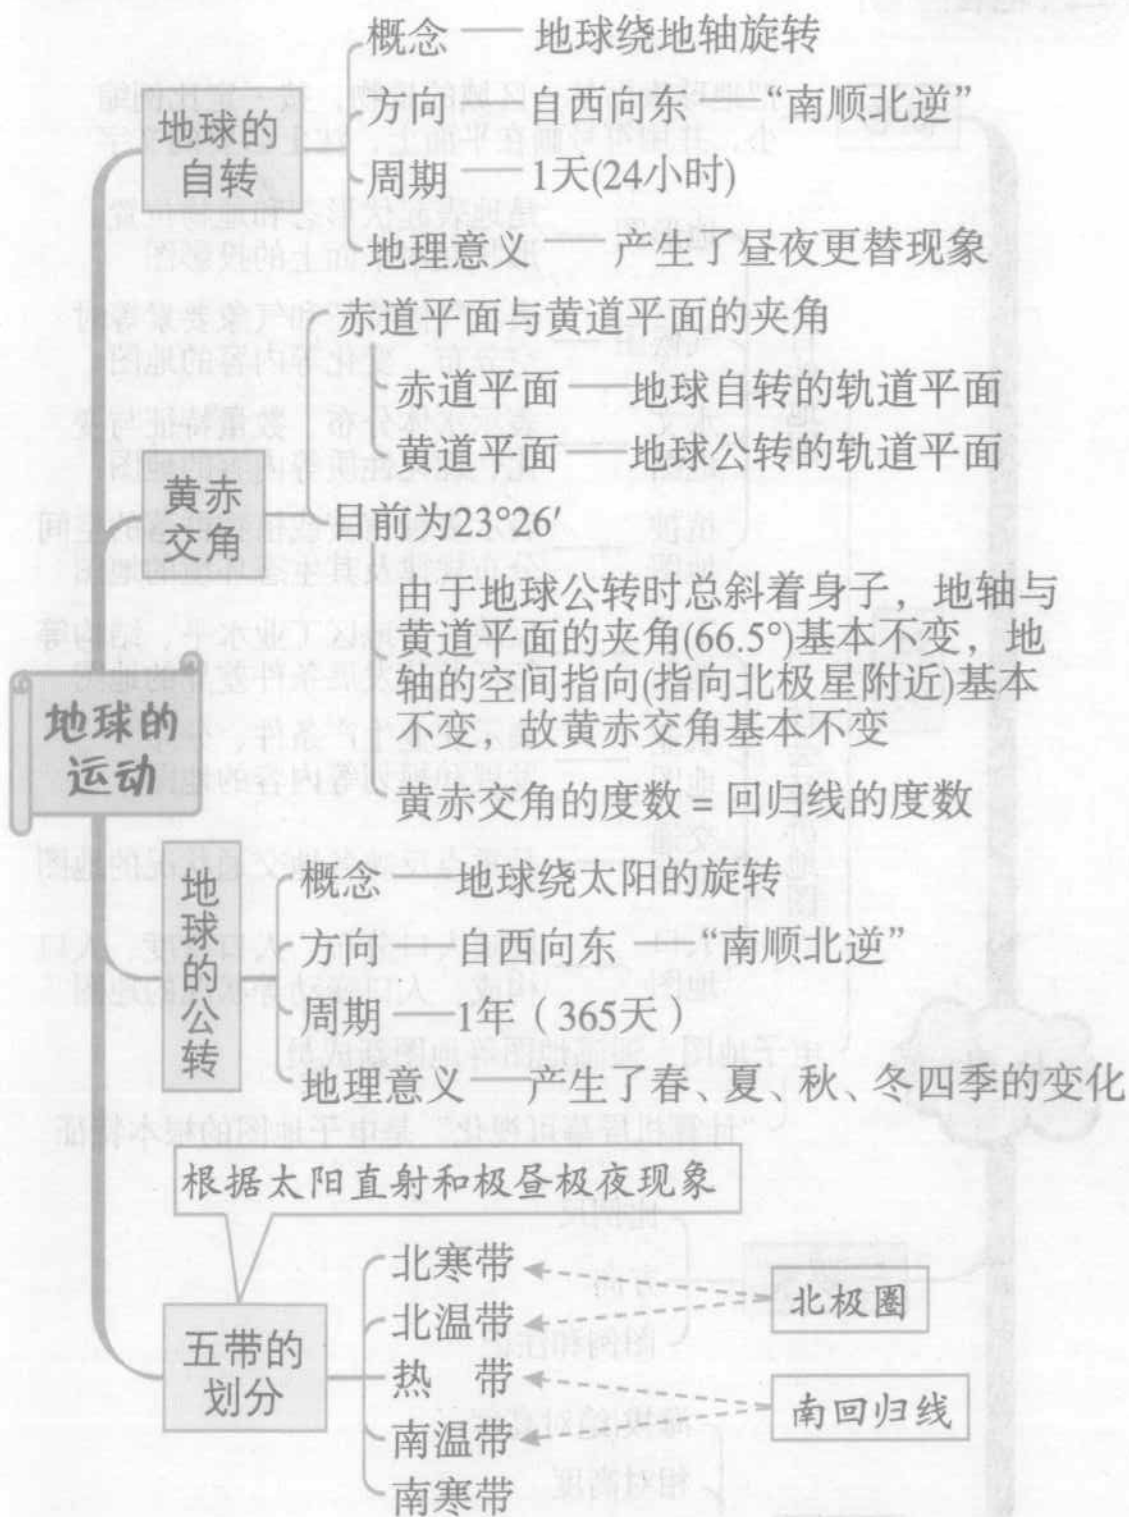 地球的运动
地球的自转
概念 — 地球绕地轴旋转
方向 — 自西向东 — “南顺北逆”
周期 — 1天(24小时)
地理意义 — 产生了昼夜更替现象
黄赤交角
赤道平面与黄道平面的夹角
赤道平面 — 地球自转的轨道平面
黄道平面 — 地球公转的轨道平面
目前为23°26′
由于地球公转时总斜着身子，地轴与
黄道平面的夹角(66.5°)基本不变，地
轴的空间指向(指向北极星附近)基本
不变，故黄赤交角基本不变
黄赤交角的度数 = 回归线的度数
地球的公转
概念 — 地球绕太阳的旋转
方向 — 自西向东 — “南顺北逆”
周期 — 1年（365天）
地理意义 — 产生了春、夏、秋、冬四季的变化
根据太阳直射和极昼极夜现象
五带的划分
北寒带
北温带
热 带
南温带
南寒带
北极圈
南回归线